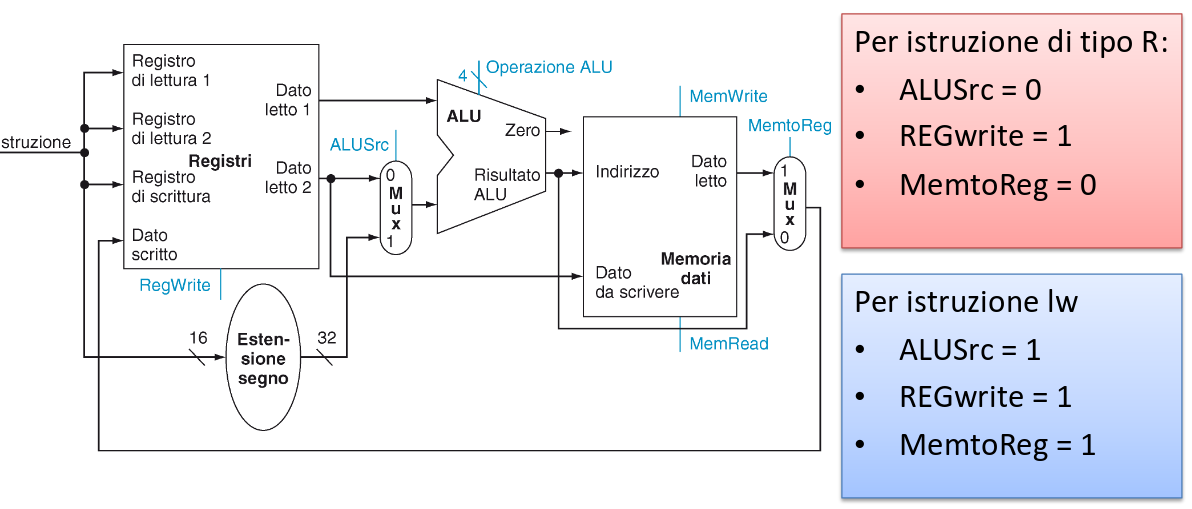 struzione
Registro
di lettura 1
Registro
di lettura 2
Registri
Registro
di scrittura
Dato
scritto
Dato
letto 1
Dato
letto 2
RegWrite
16
Esten-
sione
segno
32
ALUSrc
0
M
u
x
1
4
Operazione ALU
ALU
Zero
Risultato
ALU
MemWrite
Indirizzo
Dato
letto
Memoria
dati
Dato
da scrivere
MemRead
MemtoReg
1
M
u
x
0
Per istruzione di tipo R:
• ALUSrc = 0
• REGwrite = 1
• MemtoReg = 0
Per istruzione lw
• ALUSrc = 1
• REGwrite = 1
• MemtoReg = 1